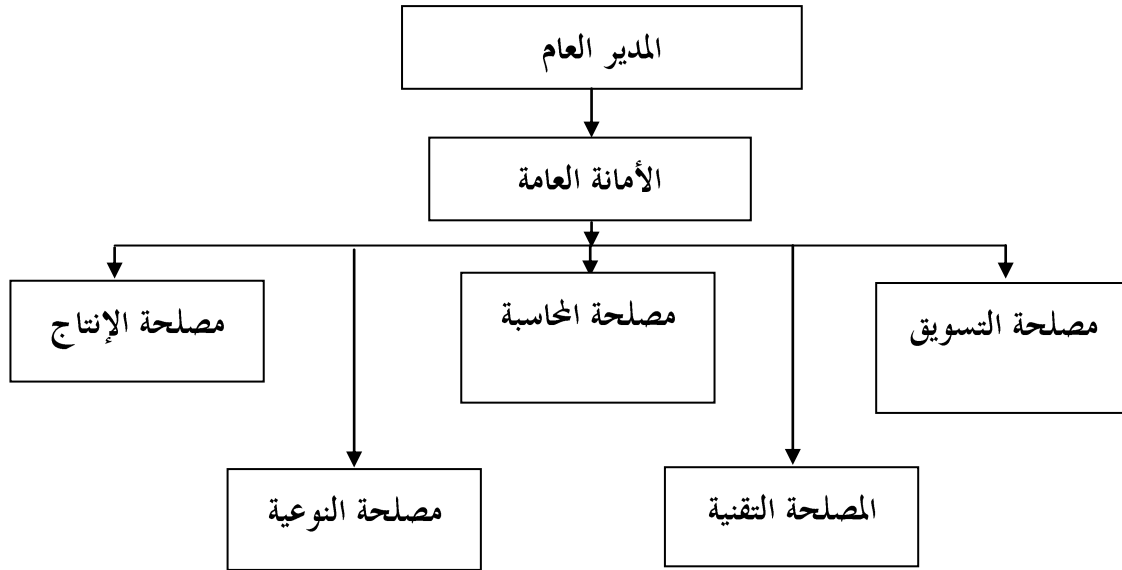 المدير العام
الأمانة العامة
مصلحة التسويق
مصلحة المحاسبة
مصلحة الإنتاج
المصلحة التقنية
مصلحة النوعية